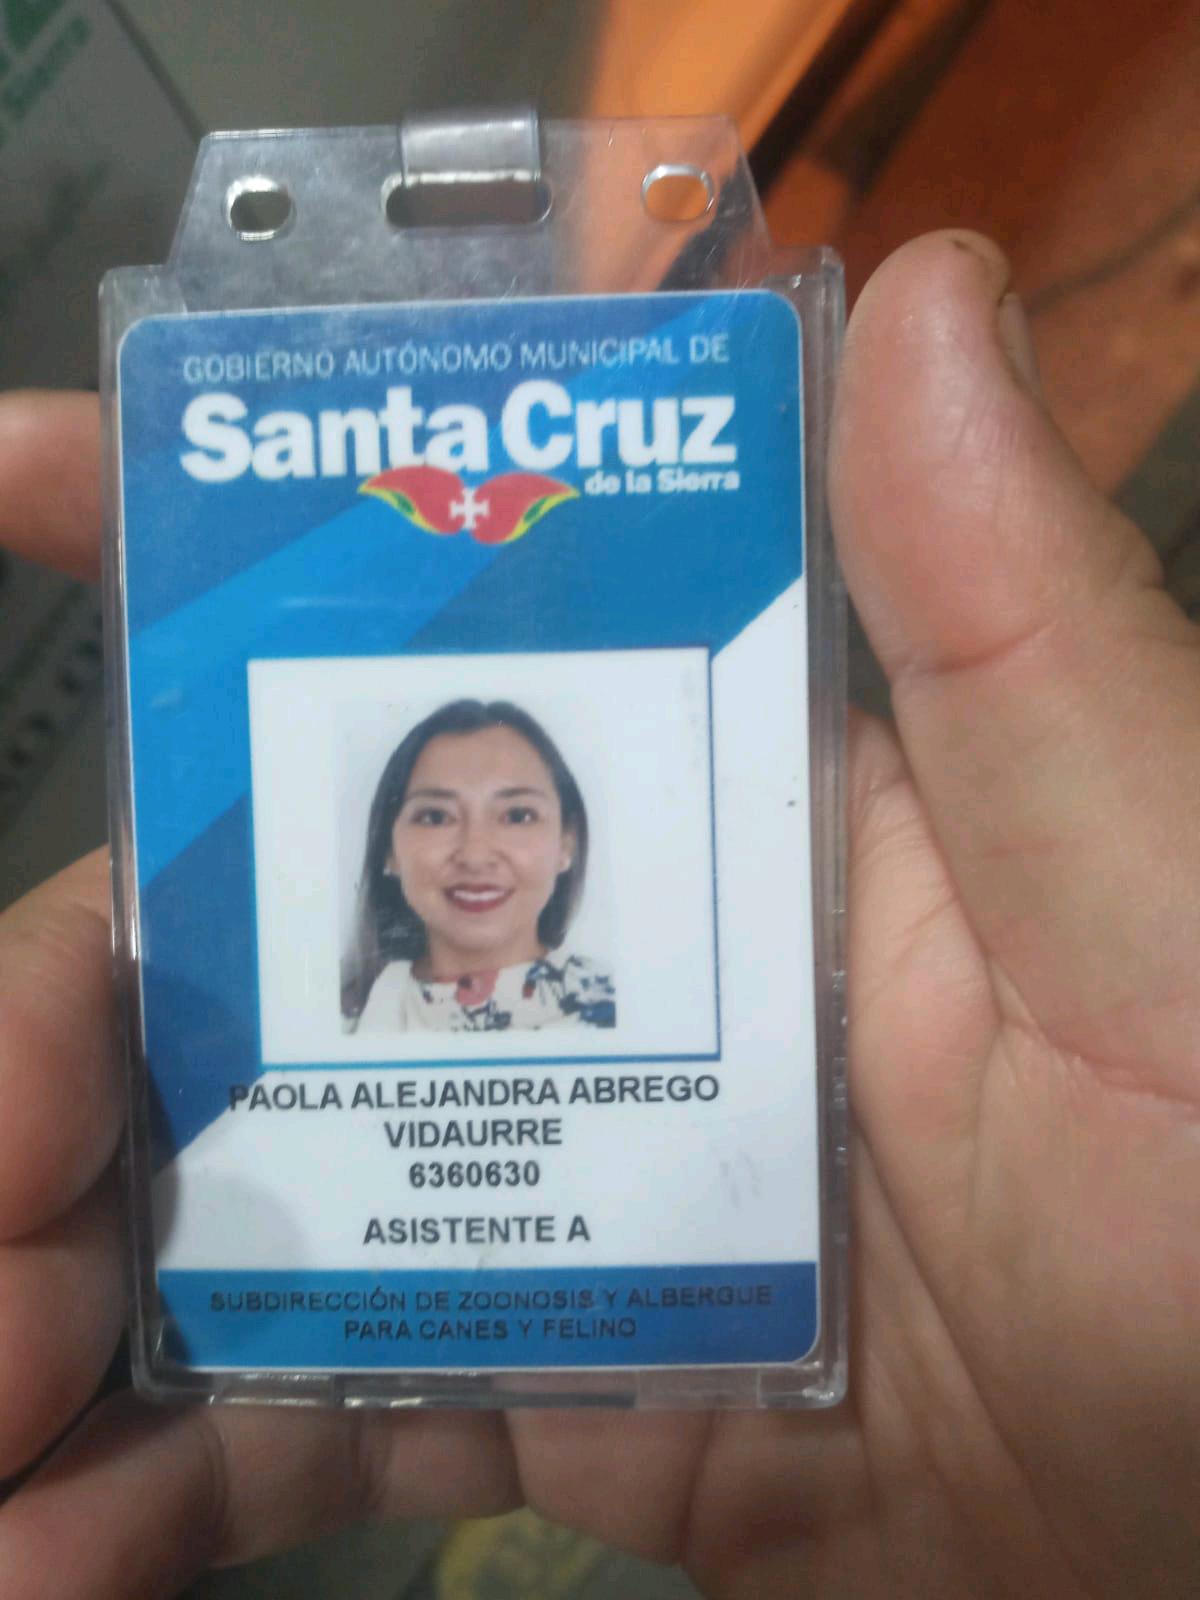 GOBIERNO AUTÓNOMO MUNICIPAL DE
Santa Cruz
de la Sierra
PAOLA ALEJANDRA ABREGO
VIDAURRE
6360630
ASISTENTE A
SUBDIRECCIÓN DE ZOONOSIS Y ALBERGUE
PARA CANES Y FELINO